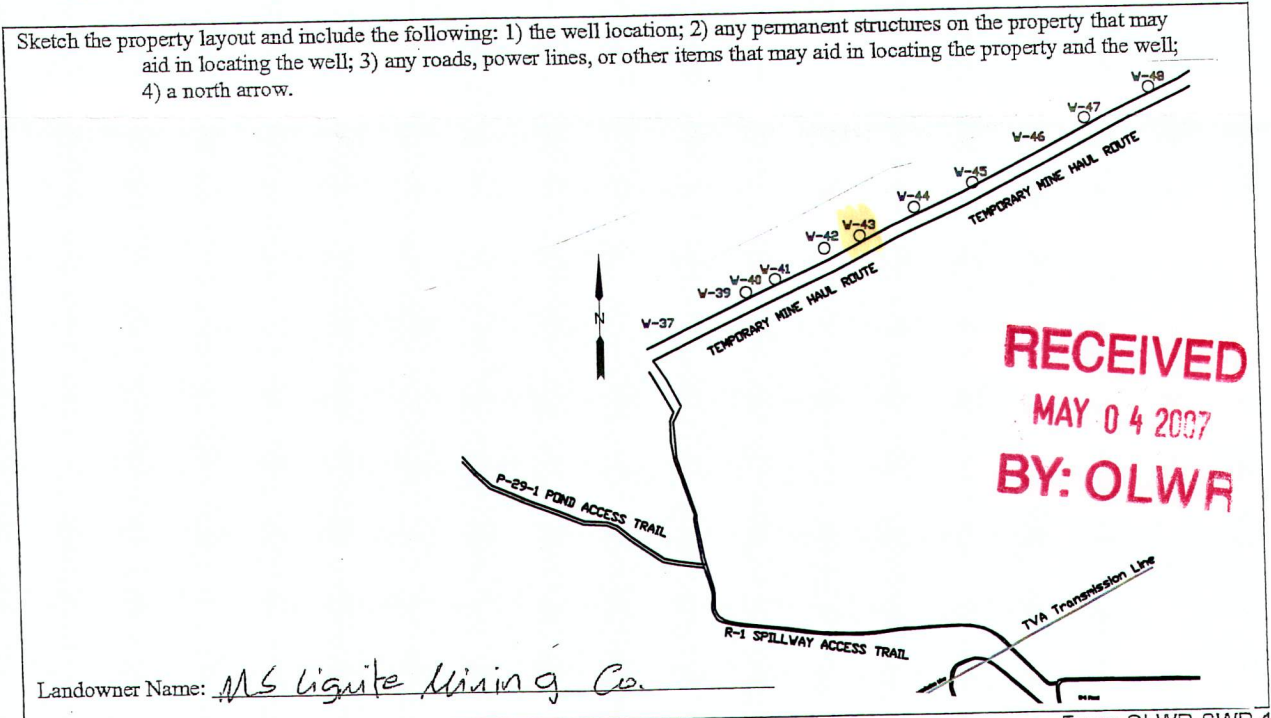 Sketch the property layout and include the following: 1) the well location; 2) any permanent structures on the property that may
aid in locating the well; 3) any roads, power lines, or other items that may aid in locating the property and the well;
4) a north arrow.
W-48
W-47
W-46
W-45
W-44
W-43
W-42
W-41
W-40
W-39
W-37
TEMPORARY MINE HAUL ROUTE
TEMPORARY MINE HAUL ROUTE
N
RECEIVED
MAY 04 2007
BY: OLWR
P-29-1 POND ACCESS TRAIL
TVA Transmission Line
R-1 SPILLWAY ACCESS TRAIL
Landowner Name: MS Lignite Mining Co.